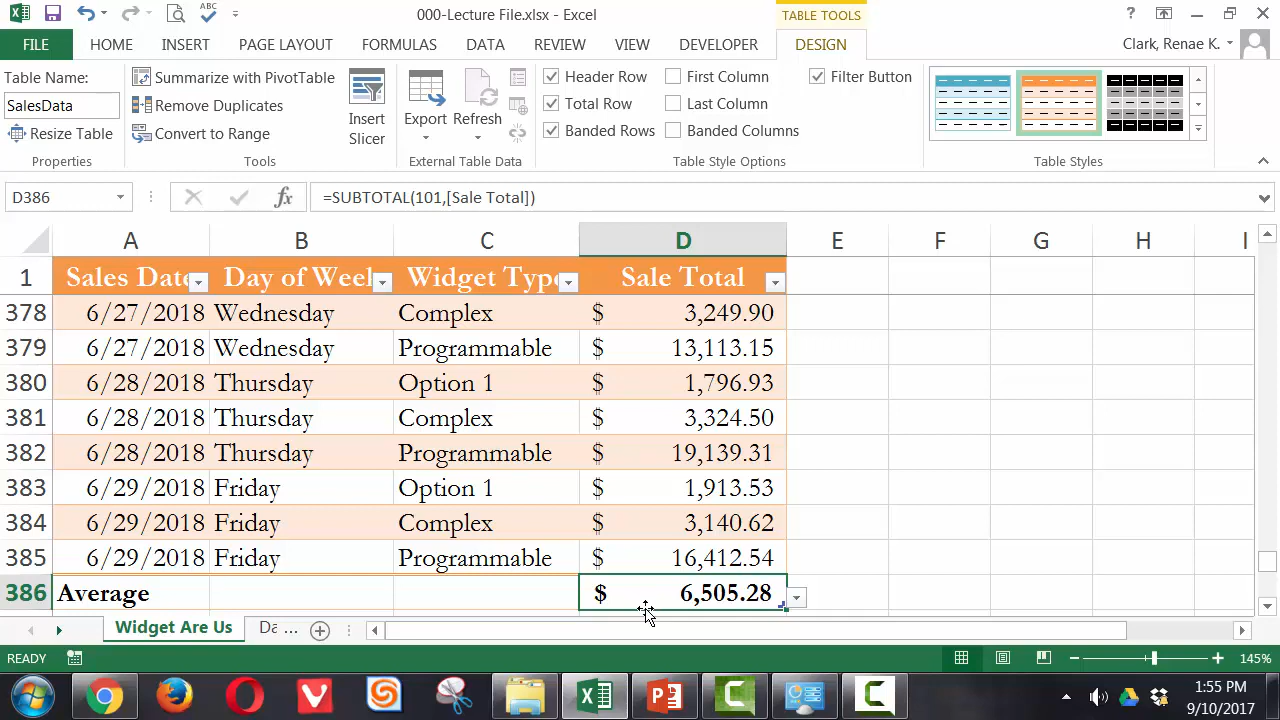 000-Lecture File.xlsx - Excel
TABLE TOOLS
FILE HOME INSERT PAGE LAYOUT FORMULAS DATA REVIEW VIEW DEVELOPER DESIGN Clark, Renae K.
Table Name:
SalesData
Resize Table
Properties
Summarize with PivotTable
Remove Duplicates
Convert to Range
Tools
Insert
Slicer
Export
Refresh
External Table Data
Header Row
Total Row
Banded Rows
First Column
Last Column
Banded Columns
Filter Button
Table Style Options
Table Styles
D386 fx =SUBTOTAL(101,[Sale Total])
A B C D E F G H I
1 Sales Date Day of Week Widget Type Sale Total
378 6/27/2018 Wednesday Complex $ 3,249.90
379 6/27/2018 Wednesday Programmable $ 13,113.15
380 6/28/2018 Thursday Option 1 $ 1,796.93
381 6/28/2018 Thursday Complex $ 3,324.50
382 6/28/2018 Thursday Programmable $ 19,139.31
383 6/29/2018 Friday Option 1 $ 1,913.53
384 6/29/2018 Friday Complex $ 3,140.62
385 6/29/2018 Friday Programmable $ 16,412.54
386 Average $ 6,505.28
Widget Are Us Da ...
READY 145%
1:55 PM
9/10/2017